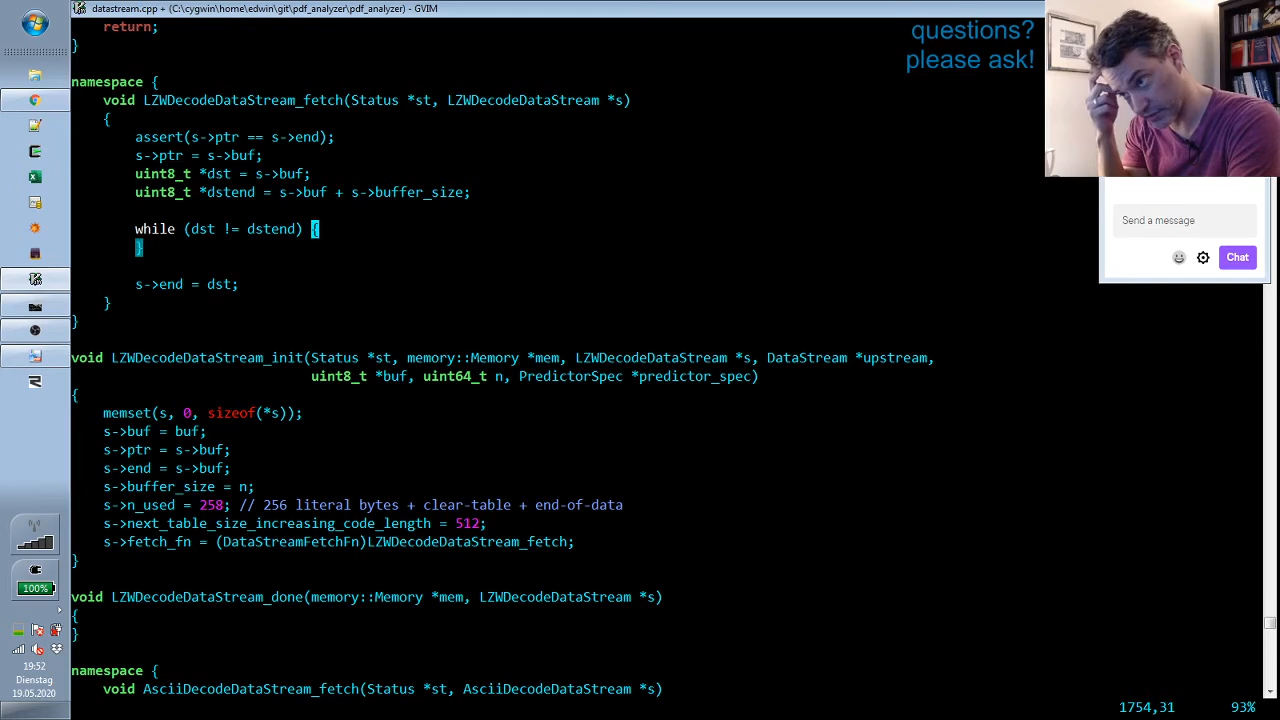 datastream.cpp + (C:\cygwin\home\edwin\git\pdf_analyzer\pdf_analyzer) - GVIM
questions?
please ask!
return;
}
namespace {
void LZWDecodeDataStream_fetch(Status *st, LZWDecodeDataStream *s)
{
assert(s->ptr == s->end);
s->ptr = s->buf;
uint8_t *dst = s->buf;
uint8_t *dstend = s->buf + s->buffer_size;
while (dst != dstend) {
}
s->end = dst;
}
}
void LZWDecodeDataStream_init(Status *st, memory::Memory *mem, LZWDecodeDataStream *s, DataStream *upstream,
uint8_t *buf, uint64_t n, PredictorSpec *predictor_spec)
{
memset(s, 0, sizeof(*s));
s->buf = buf;
s->ptr = s->buf;
s->end = s->buf;
s->buffer_size = n;
s->n_used = 258; // 256 literal bytes + clear-table + end-of-data
s->next_table_size_increasing_code_length = 512;
s->fetch_fn = (DataStreamFetchFn)LZWDecodeDataStream_fetch;
}
void LZWDecodeDataStream_done(memory::Memory *mem, LZWDecodeDataStream *s)
{
}
namespace {
void AsciiDecodeDataStream_fetch(Status *st, AsciiDecodeDataStream *s)
1754,31 93%
Send a message
Chat
100%
19:52
Dienstag
19.05.2020